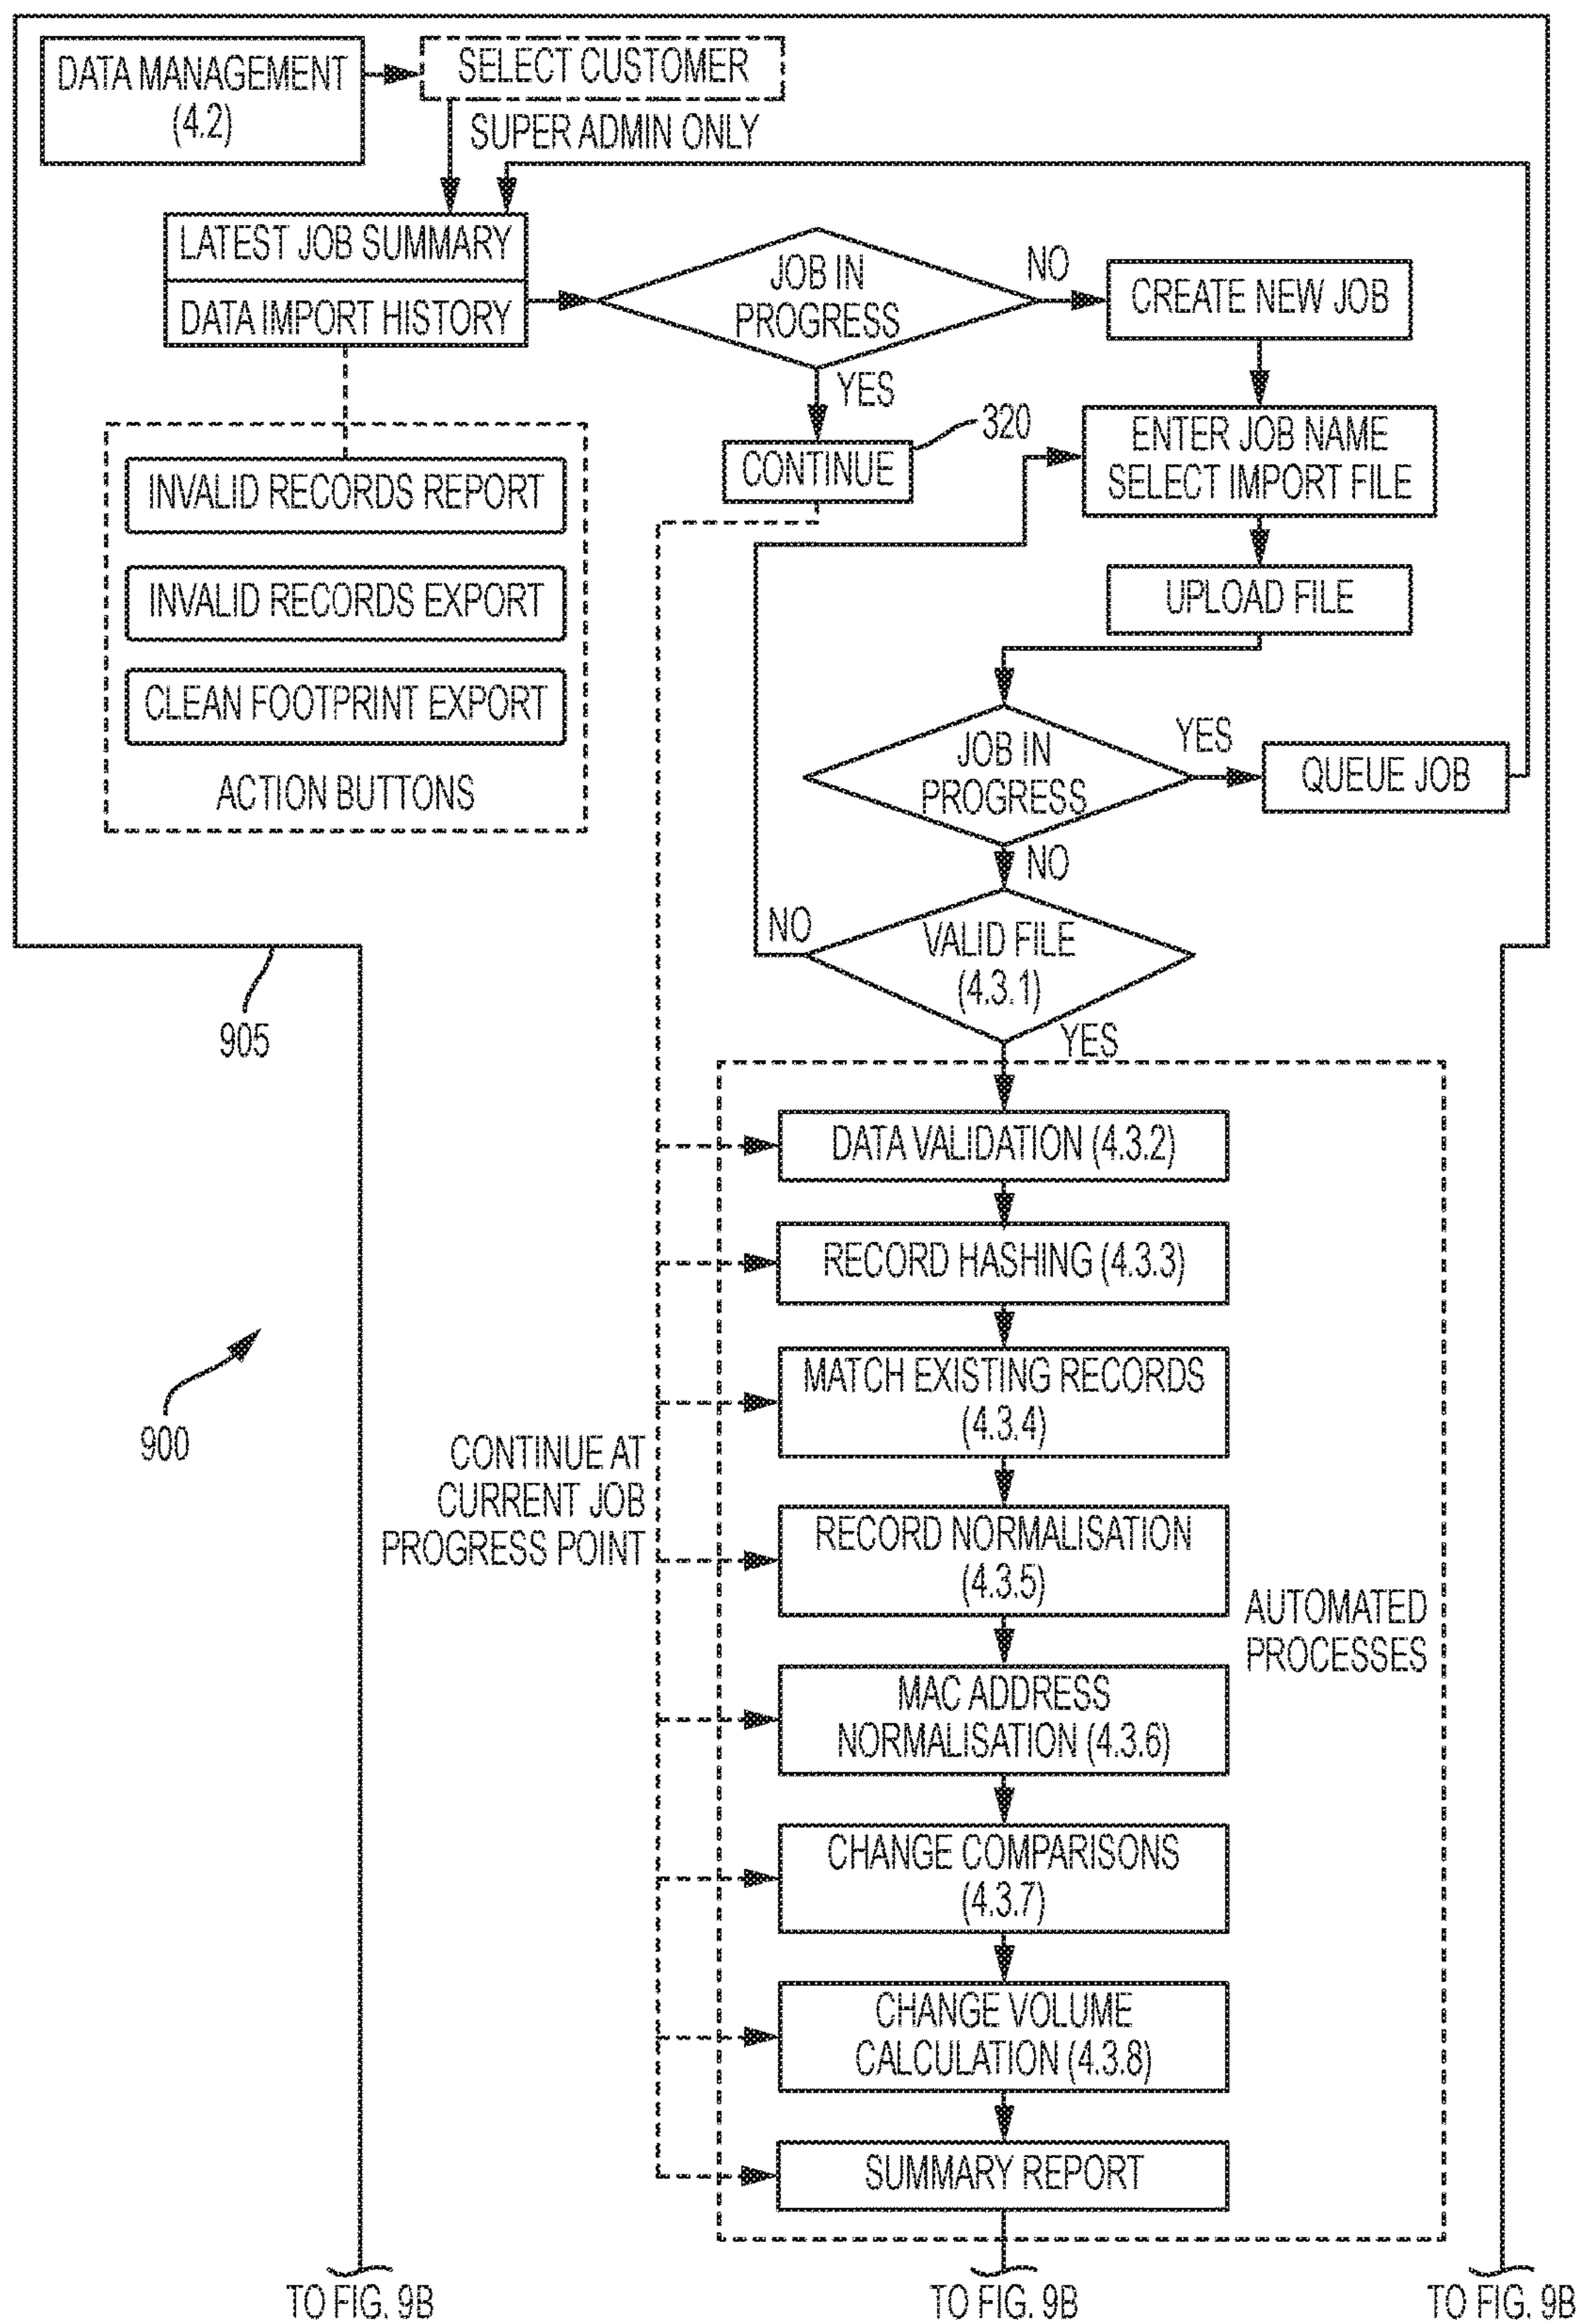 DATA MANAGEMENT
(4.2)
SELECT CUSTOMER
SUPER ADMIN ONLY
LATEST JOB SUMMARY
DATA IMPORT HISTORY
JOB IN
PROGRESS
NO
CREATE NEW JOB
YES
CONTINUE
320
ENTER JOB NAME
SELECT IMPORT FILE
INVALID RECORDS REPORT
INVALID RECORDS EXPORT
CLEAN FOOTPRINT EXPORT
ACTION BUTTONS
UPLOAD FILE
JOB IN
PROGRESS
YES
QUEUE JOB
NO
NO
VALID FILE
(4.3.1)
YES
905
DATA VALIDATION (4.3.2)
RECORD HASHING (4.3.3)
MATCH EXISTING RECORDS
(4.3.4)
900
CONTINUE AT
CURRENT JOB
PROGRESS POINT
RECORD NORMALISATION
(4.3.5)
AUTOMATED
PROCESSES
MAC ADDRESS
NORMALISATION (4.3.6)
CHANGE COMPARISONS
(4.3.7)
CHANGE VOLUME
CALCULATION (4.3.8)
SUMMARY REPORT
TO FIG. 9B
TO FIG. 9B
TO FIG. 9B